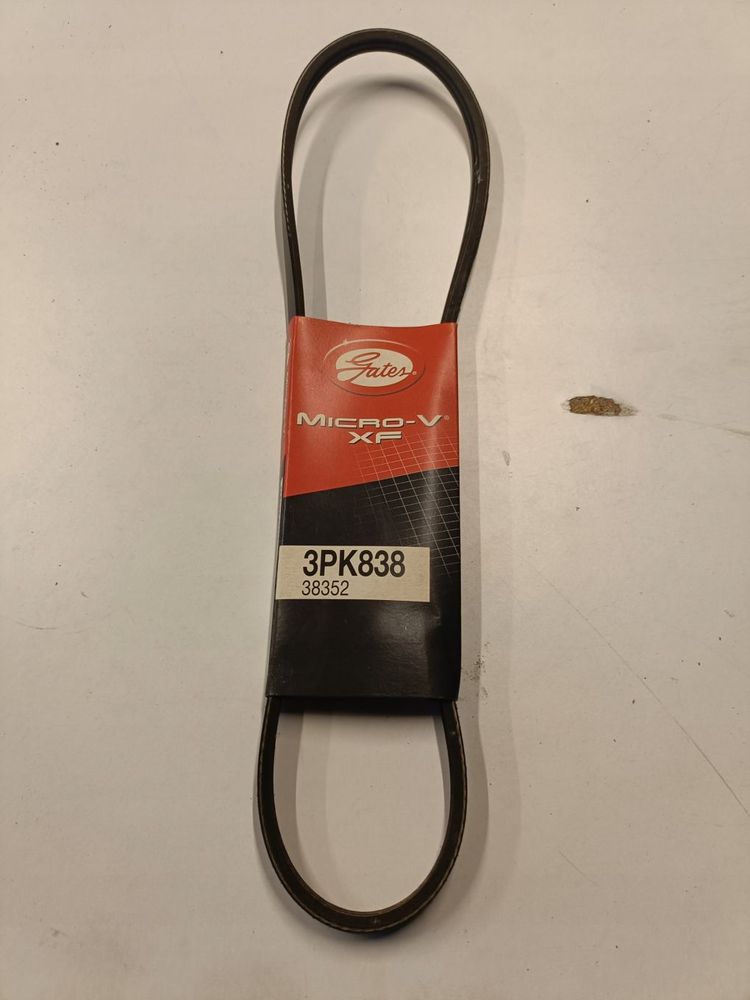 Gates®
MICRO-V®
XF
3PK838
38352